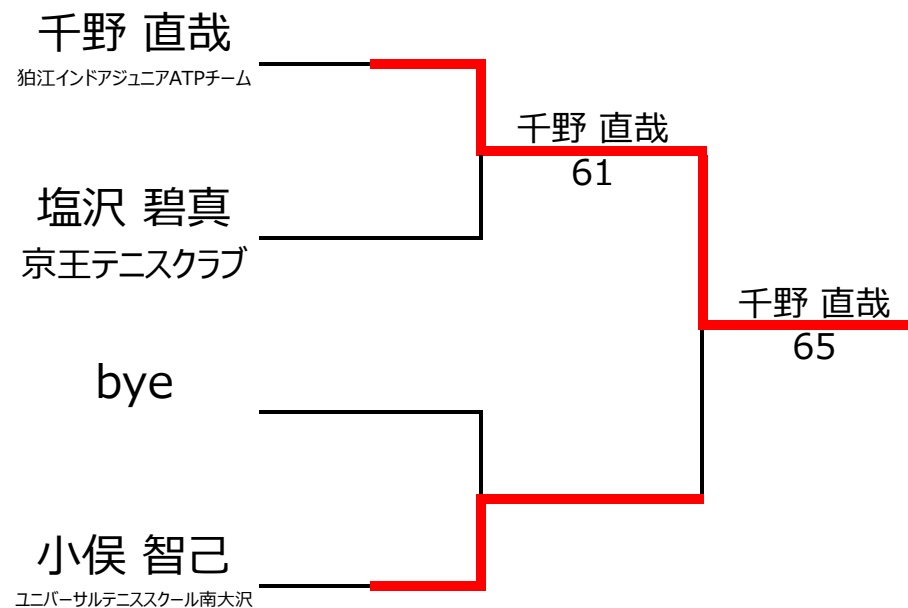 千野 直哉
狛江インドアジュニアATPチーム
千野 直哉
61
塩沢 碧真
京王テニスクラブ
千野 直哉
65
bye
小俣 智己
ユニバーサルテニススクール南大沢